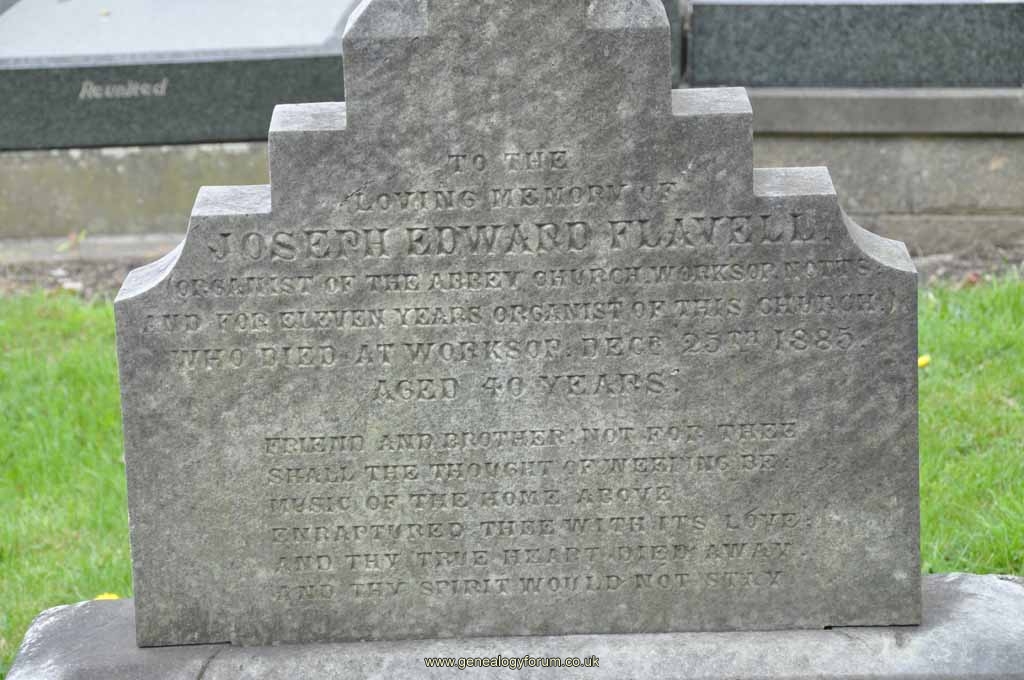 Reunited
TO THE
LOVING MEMORY OF
JOSEPH EDWARD FLAVELL.
(ORGANIST OF THE ABBEY CHURCH, WORKSOP, NOTTS.
AND FOR ELEVEN YEARS ORGANIST OF THIS CHURCH.)
WHO DIED AT WORKSOP, DECR 25TH 1885,
AGED 40 YEARS.
FRIEND AND BROTHER, NOT FOR THEE
SHALL THE THOUGHT OF WEEPING BE:
MUSIC OF THE HOME ABOVE
ENRAPTURED THEE WITH ITS LOVE;
AND THY TRUE HEART DIED AWAY
AND THY SPIRIT WOULD NOT STAY
www.genealogyforum.co.uk